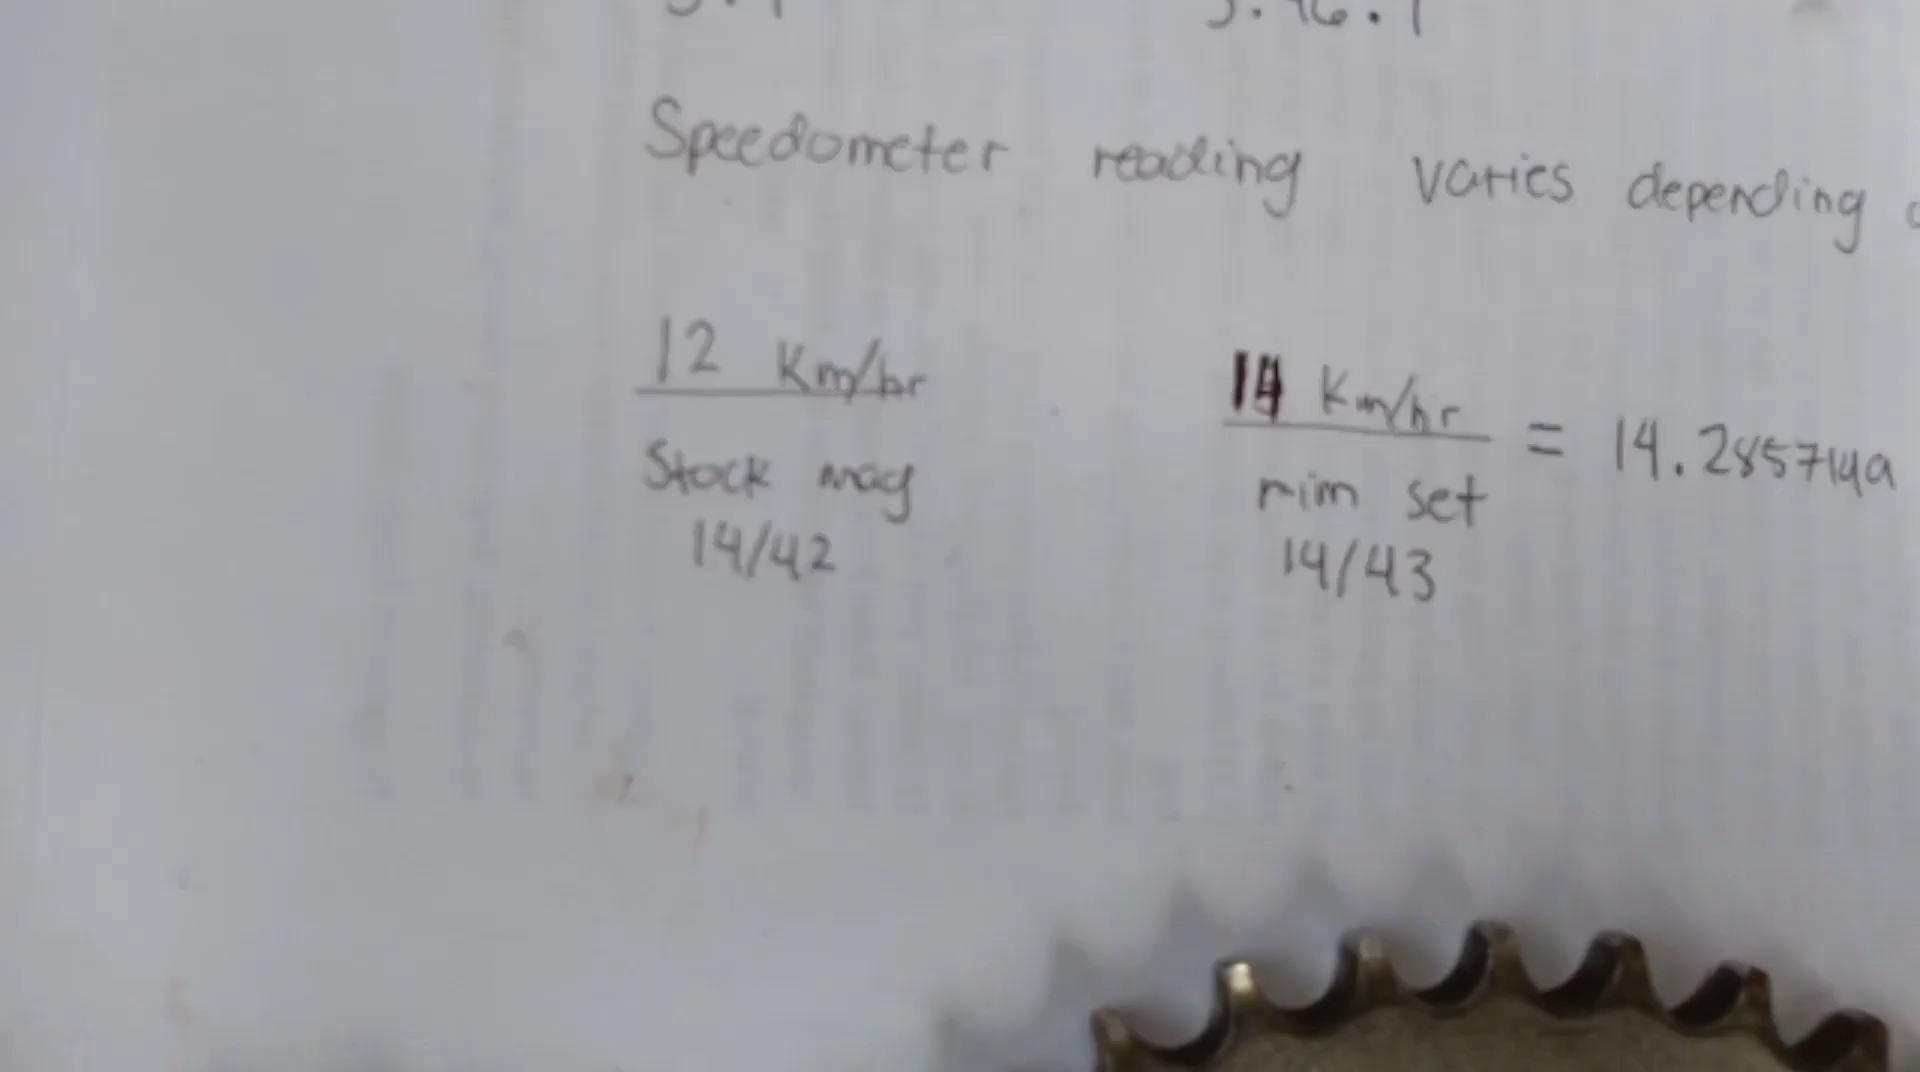 Speedometer reading varies depending
12 Km/hr
Stock mag
14/42
14 Km/hr
rim set
14/43
= 14.285714